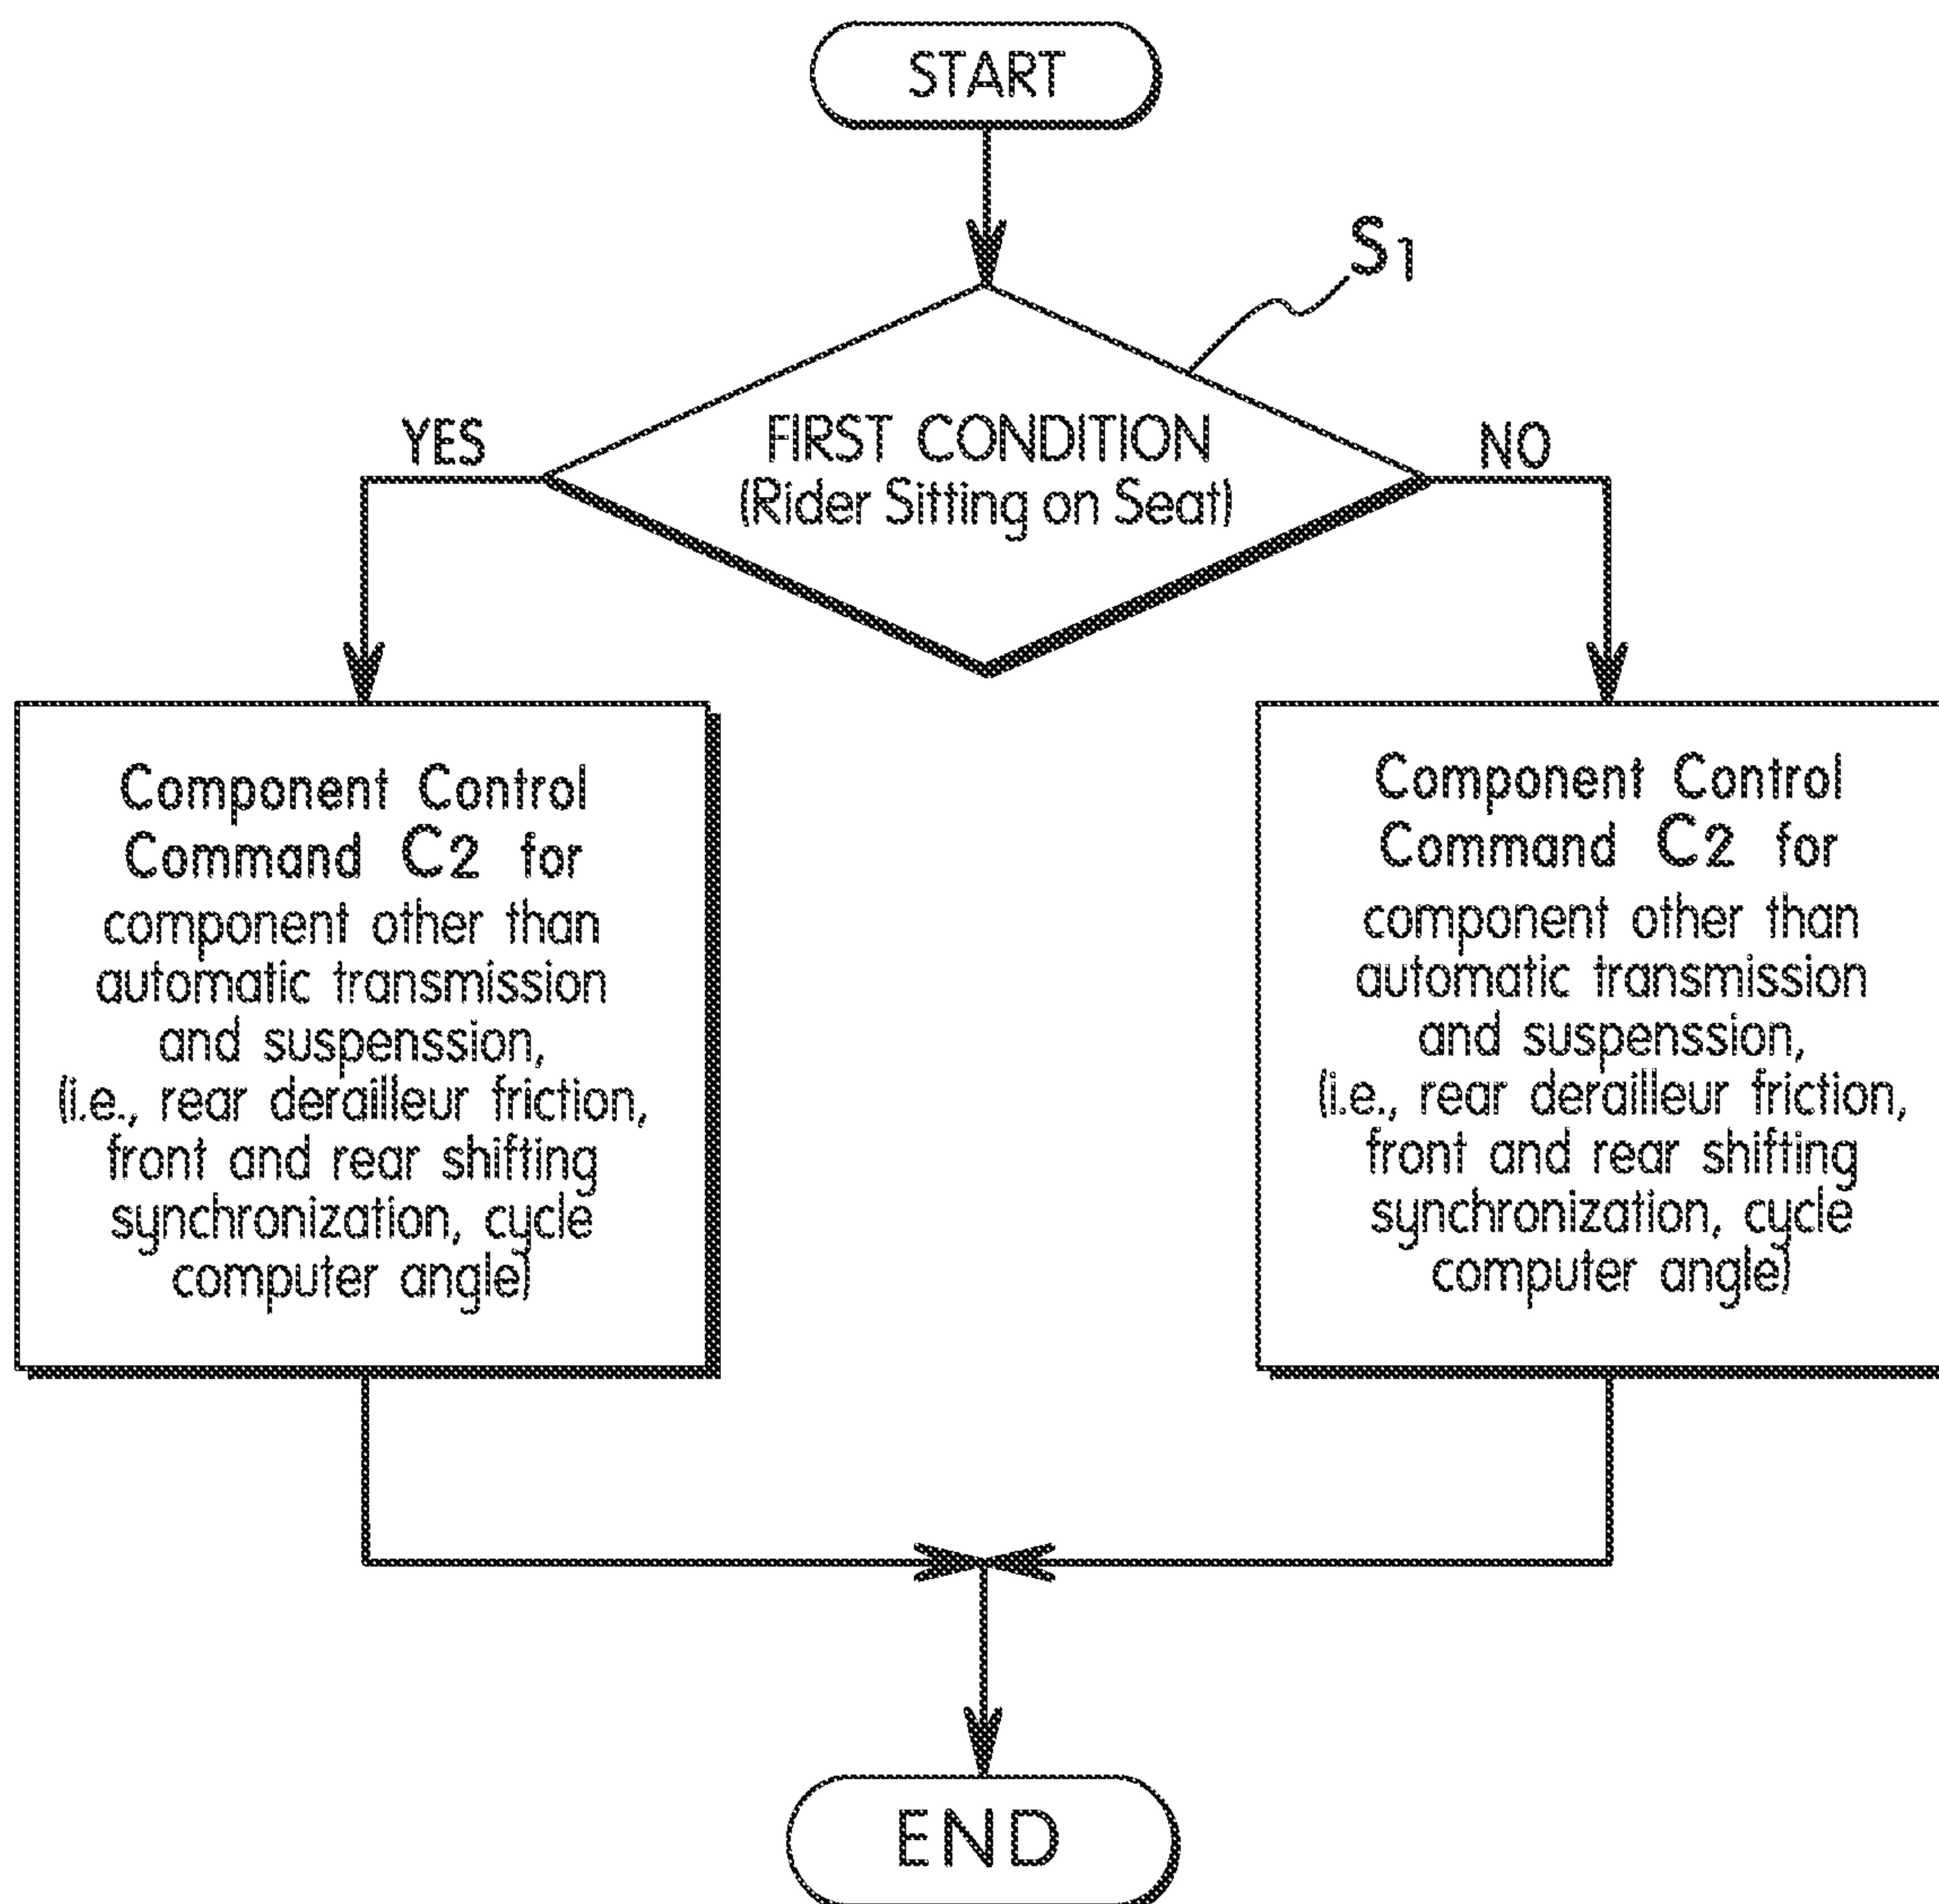 START
S1
YES
FIRST CONDITION
(Rider Sitting on Seat)
NO
Component Control
Command C2 for
component other than
automatic transmission
and suspenssion,
(i.e., rear derailleur friction,
front and rear shifting
synchronization, cycle
computer angle)
Component Control
Command C2 for
component other than
automatic transmission
and suspenssion,
(i.e., rear derailleur friction,
front and rear shifting
synchronization, cycle
computer angle)
END